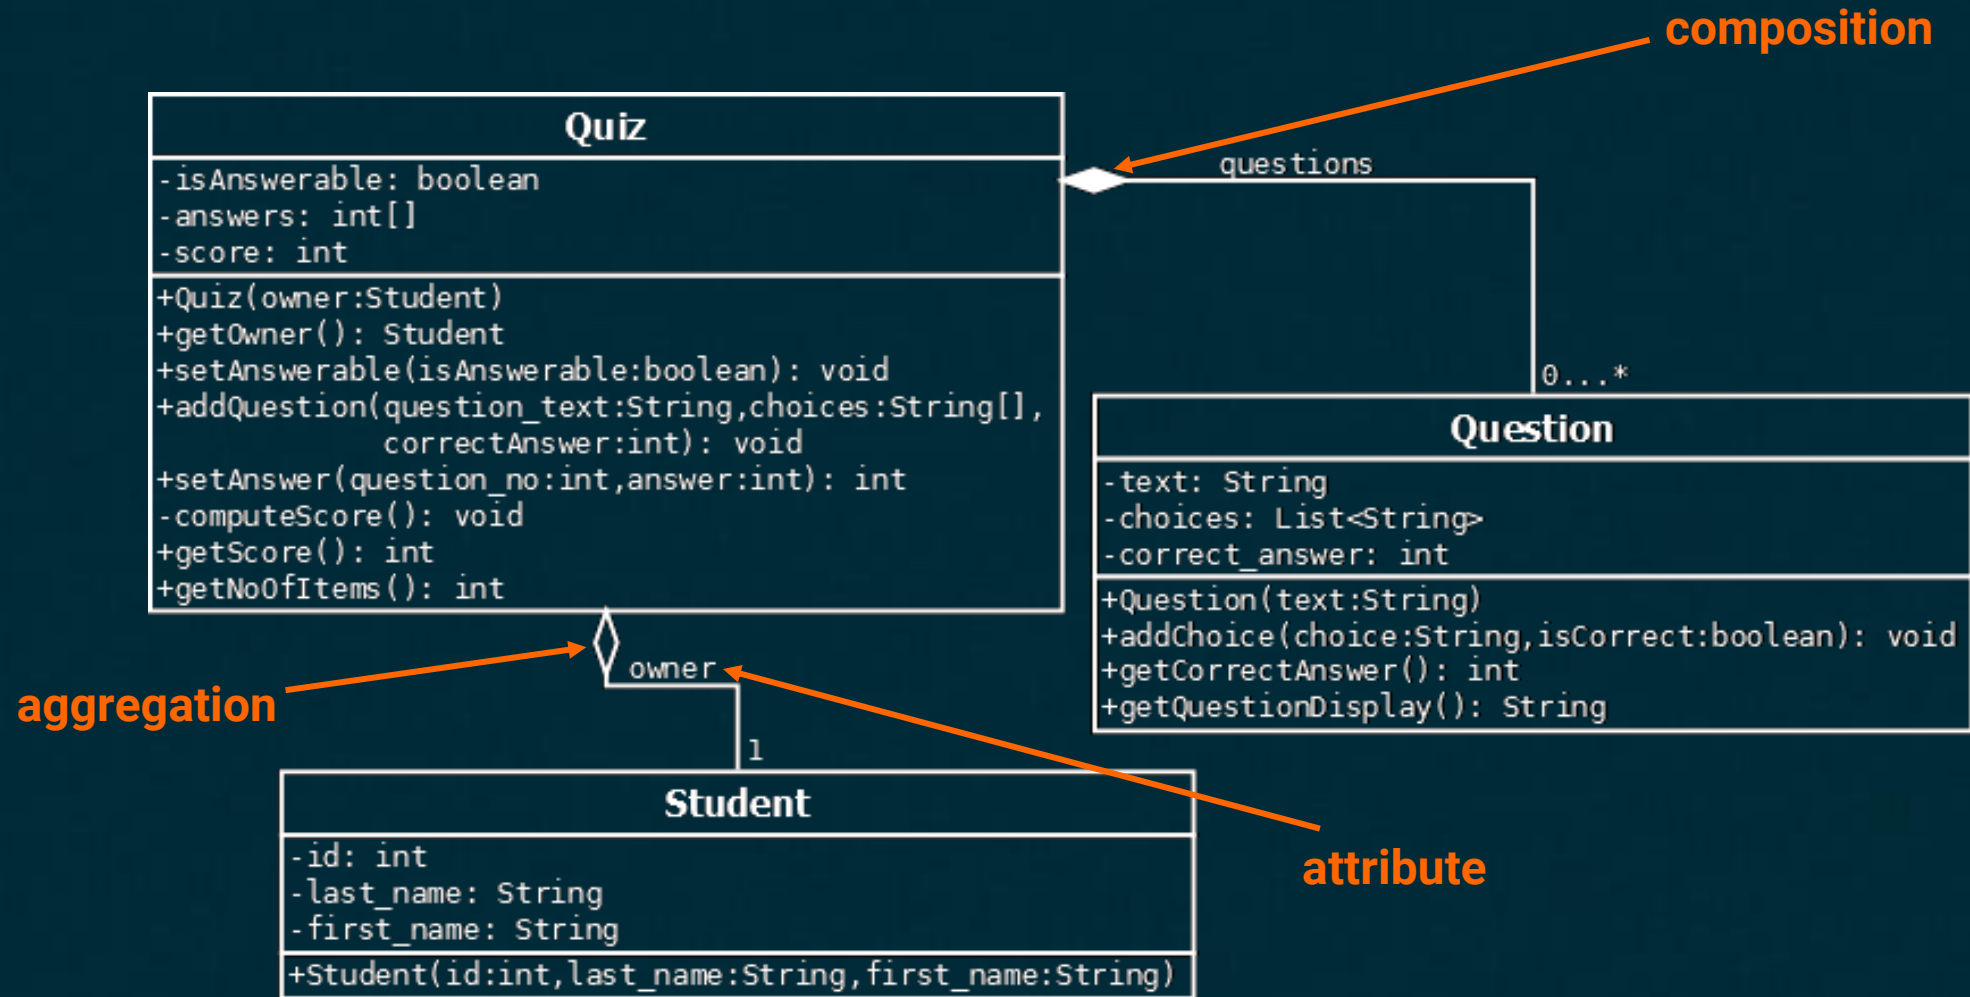 composition
Quiz
-isAnswerable: boolean
-answers: int[]
-score: int
+Quiz(owner:Student)
+getOwner(): Student
+setAnswerable(isAnswerable:boolean): void
+addQuestion(question_text:String,choices:String[],
correctAnswer:int): void
+setAnswer(question_no:int,answer:int): int
-computeScore(): void
+getScore(): int
+getNoOfItems(): int
questions
0...*
Question
-text: String
-choices: List<String>
-correct_answer: int
+Question(text:String)
+addChoice(choice:String,isCorrect:boolean): void
+getCorrectAnswer(): int
+getQuestionDisplay(): String
aggregation
owner
1
attribute
Student
-id: int
-last_name: String
-first_name: String
+Student(id:int,last_name:String,first_name:String)